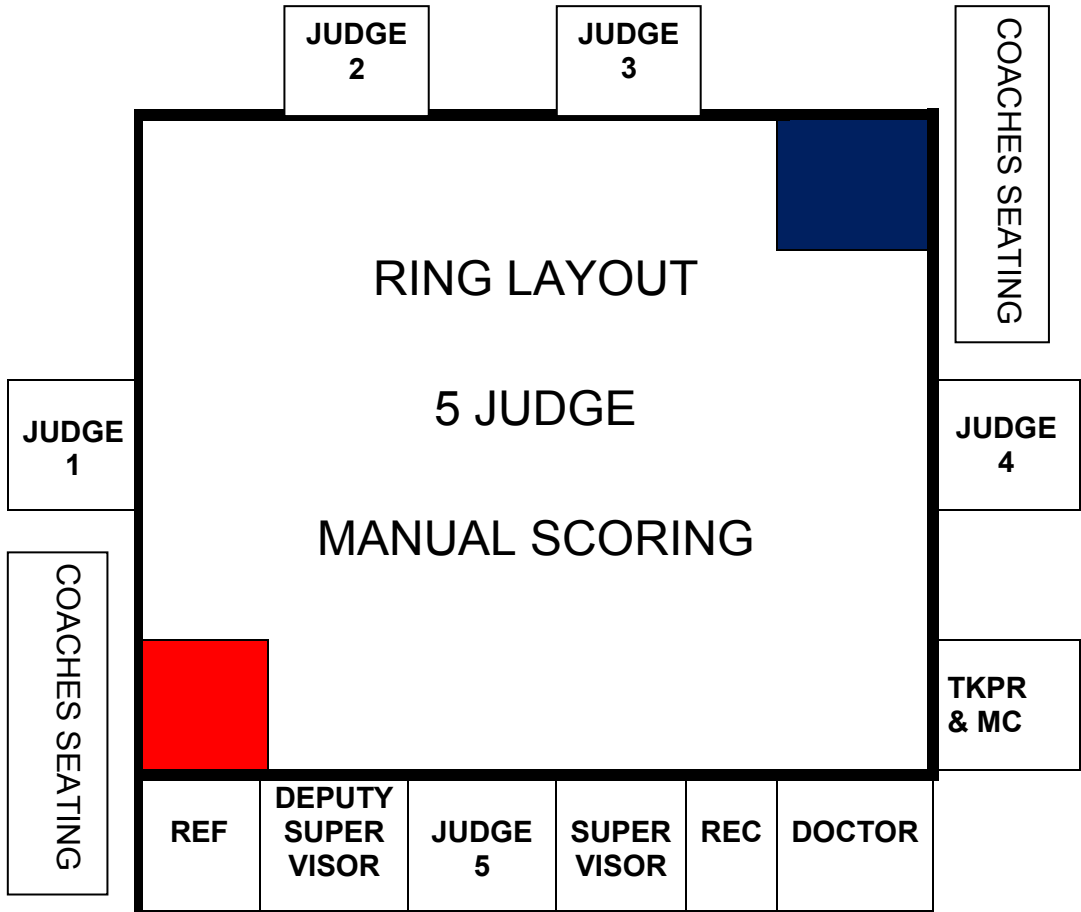 JUDGE
2
JUDGE
3
COACHES SEATING
RING LAYOUT
5 JUDGE
MANUAL SCORING
JUDGE
1
JUDGE
4
COACHES SEATING
TKPR
& MC
REF
DEPUTY
SUPER
VISOR
JUDGE
5
SUPER
VISOR
REC
DOCTOR